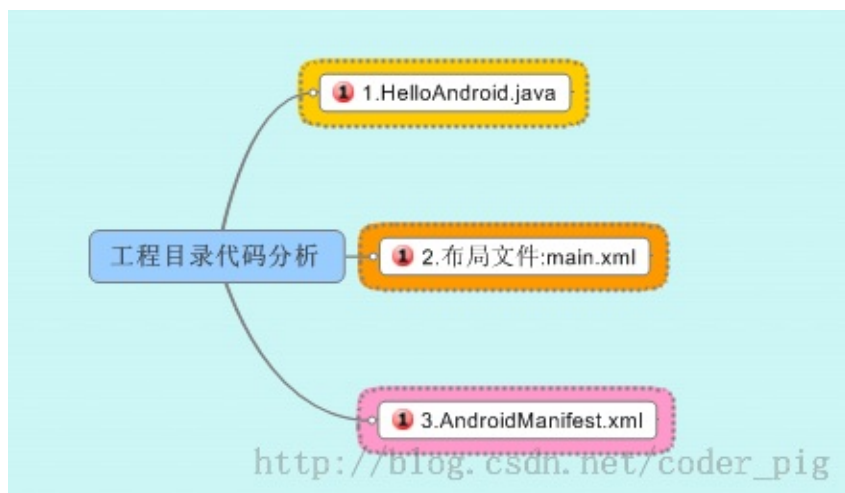 1.HelloAndroid.java
工程目录代码分析
2.布局文件:main.xml
3.AndroidManifest.xml
http://blog.csdn.net/coder_pig